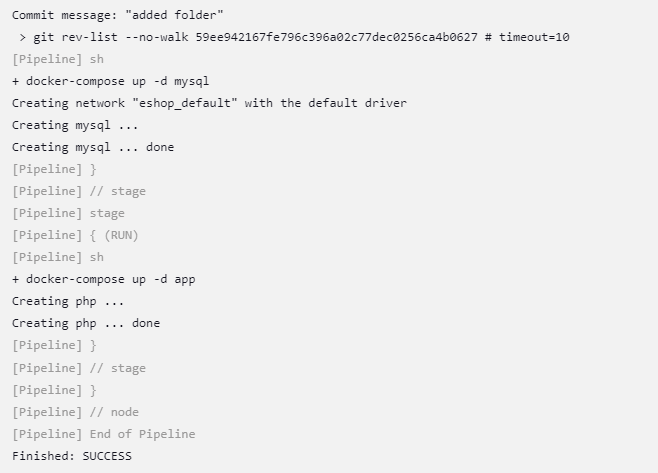 Commit message: "added folder"
> git rev-list --no-walk 59ee942167fe796c396a02c77dec0256ca4b0627 # timeout=10
[Pipeline] sh
+ docker-compose up -d mysql
Creating network "eshop_default" with the default driver
Creating mysql ...
Creating mysql ... done
[Pipeline] }
[Pipeline] // stage
[Pipeline] stage
[Pipeline] { (RUN)
[Pipeline] sh
+ docker-compose up -d app
Creating php ...
Creating php ... done
[Pipeline] }
[Pipeline] // stage
[Pipeline] }
[Pipeline] // node
[Pipeline] End of Pipeline
Finished: SUCCESS